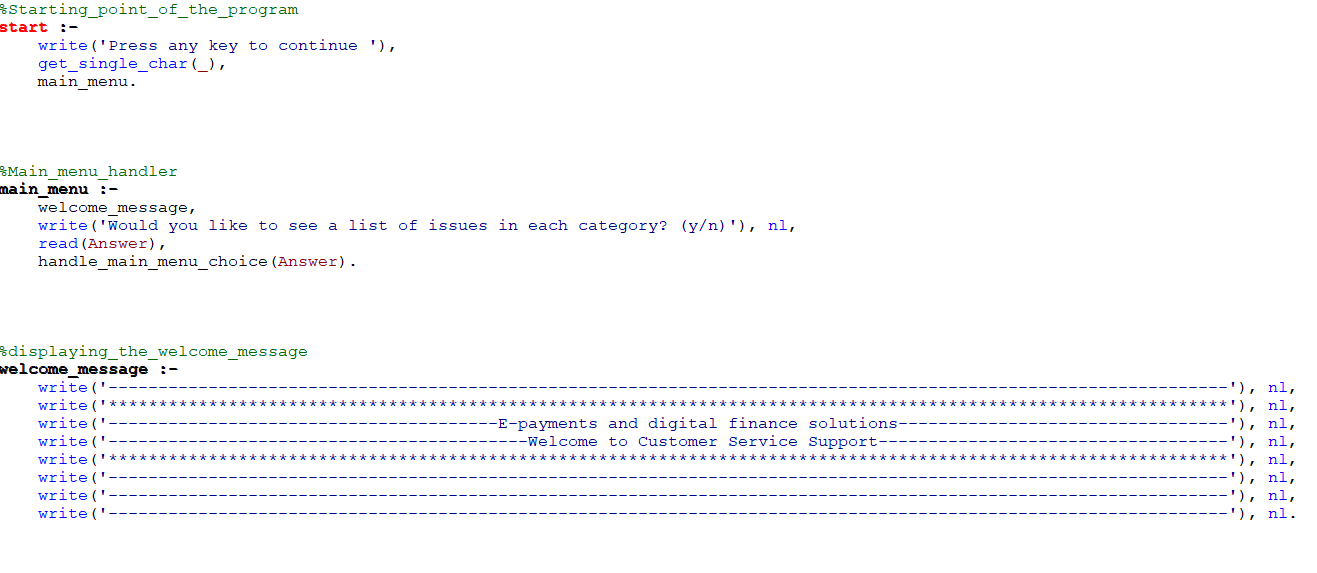 %Starting_point_of_the_program
start :-
write('Press any key to continue '),
get_single_char(_),
main_menu.
%Main_menu_handler
main_menu :-
welcome_message,
write('Would you like to see a list of issues in each category? (y/n)'), nl,
read(Answer),
handle_main_menu_choice(Answer).
%displaying_the_welcome_message
welcome_message :-
write('----------------------------------------------------------------------------------------------------------------'), nl,
write('****************************************************************************************************************'), nl,
write('---------------------------------------E-payments and digital finance solutions---------------------------------'), nl,
write('------------------------------------------Welcome to Customer Service Support-----------------------------------'), nl,
write('****************************************************************************************************************'), nl,
write('----------------------------------------------------------------------------------------------------------------'), nl,
write('----------------------------------------------------------------------------------------------------------------'), nl,
write('----------------------------------------------------------------------------------------------------------------'), nl.